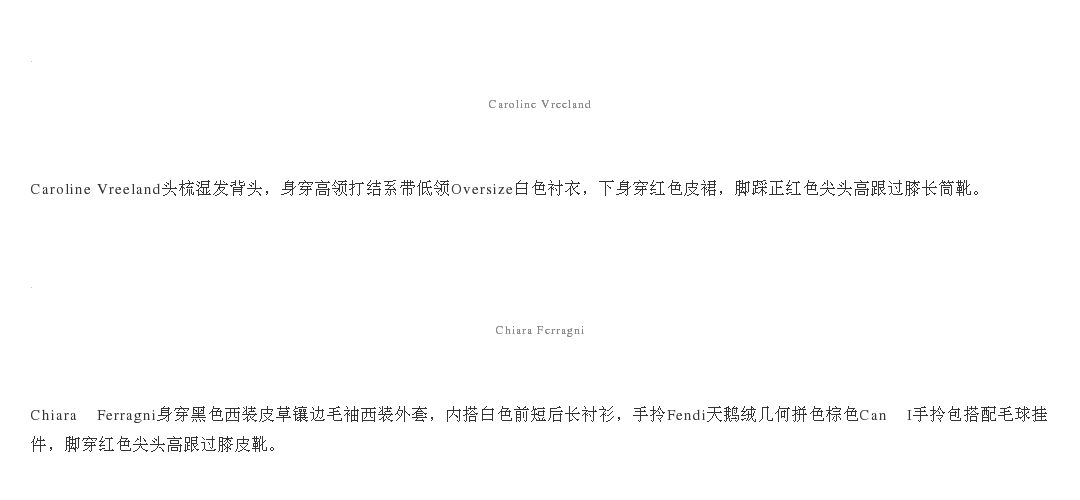 Caroline Vreeland
Caroline Vreeland头梳湿发背头，身穿高领打结系带低领Oversize白色衬衣，下身穿红色皮裙，脚踩正红色尖头高跟过膝长筒靴。
Chiara Ferragni
Chiara Ferragni身穿黑色西装皮草镶边毛袖西装外套，内搭白色前短后长衬衫，手拎Fendi天鹅绒几何拼色棕色Can I手拎包搭配毛球挂
件，脚穿红色尖头高跟过膝皮靴。